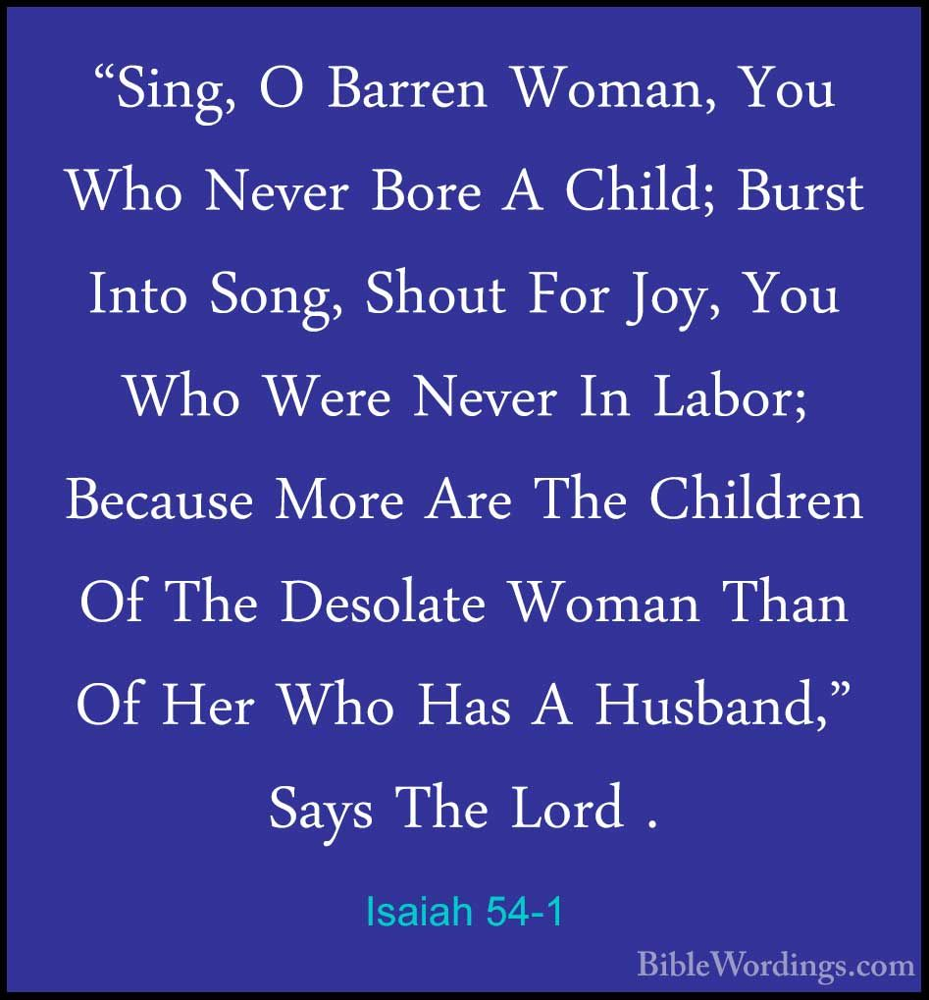 “Sing, O Barren Woman, You
Who Never Bore A Child; Burst
Into Song, Shout For Joy, You
Who Were Never In Labor;
Because More Are The Children
Of The Desolate Woman Than
Of Her Who Has A Husband,”
Says The Lord .
Isaiah 54-1
BibleWordings.com